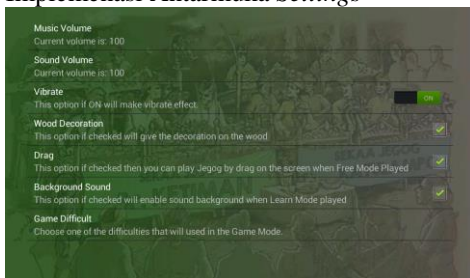 Implementasi Antarmuka Settings
Music Volume
Current volume is: 100
Sound Volume
Current volume is: 100
Vibrate
This option if ON will make vibrate effect.
ON
Wood Decoration
This option if checked will give the decoration on the wood
Drag
This option if checked then you can play Jegog by drag on the screen when Free Mode Played
Background Sound
This option if checked will enable sound background when Learn Mode played
Game Difficult
Choose one of the difficulties that will used in the Game Mode.